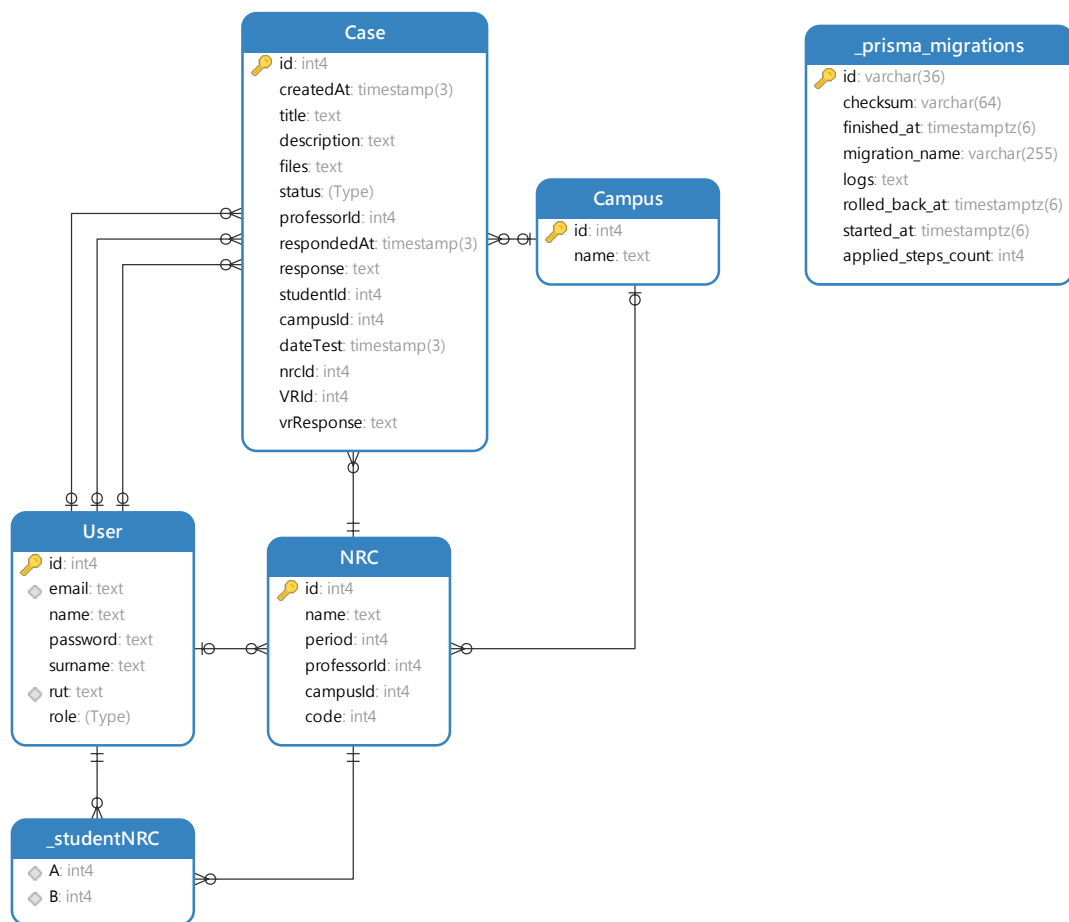 Case
id: int4
createdAt: timestamp(3)
title: text
description: text
files: text
status: (Type)
professorId: int4
respondedAt: timestamp(3)
response: text
studentId: int4
campusId: int4
dateTest: timestamp(3)
nrcId: int4
VRId: int4
vrResponse: text
Campus
id: int4
name: text
_prisma_migrations
id: varchar(36)
checksum: varchar(64)
finished_at: timestamptz(6)
migration_name: varchar(255)
logs: text
rolled_back_at: timestamptz(6)
started_at: timestamptz(6)
applied_steps_count: int4
User
id: int4
email: text
name: text
password: text
surname: text
rut: text
role: (Type)
NRC
id: int4
name: text
period: int4
professorId: int4
campusId: int4
code: int4
_studentNRC
A: int4
B: int4